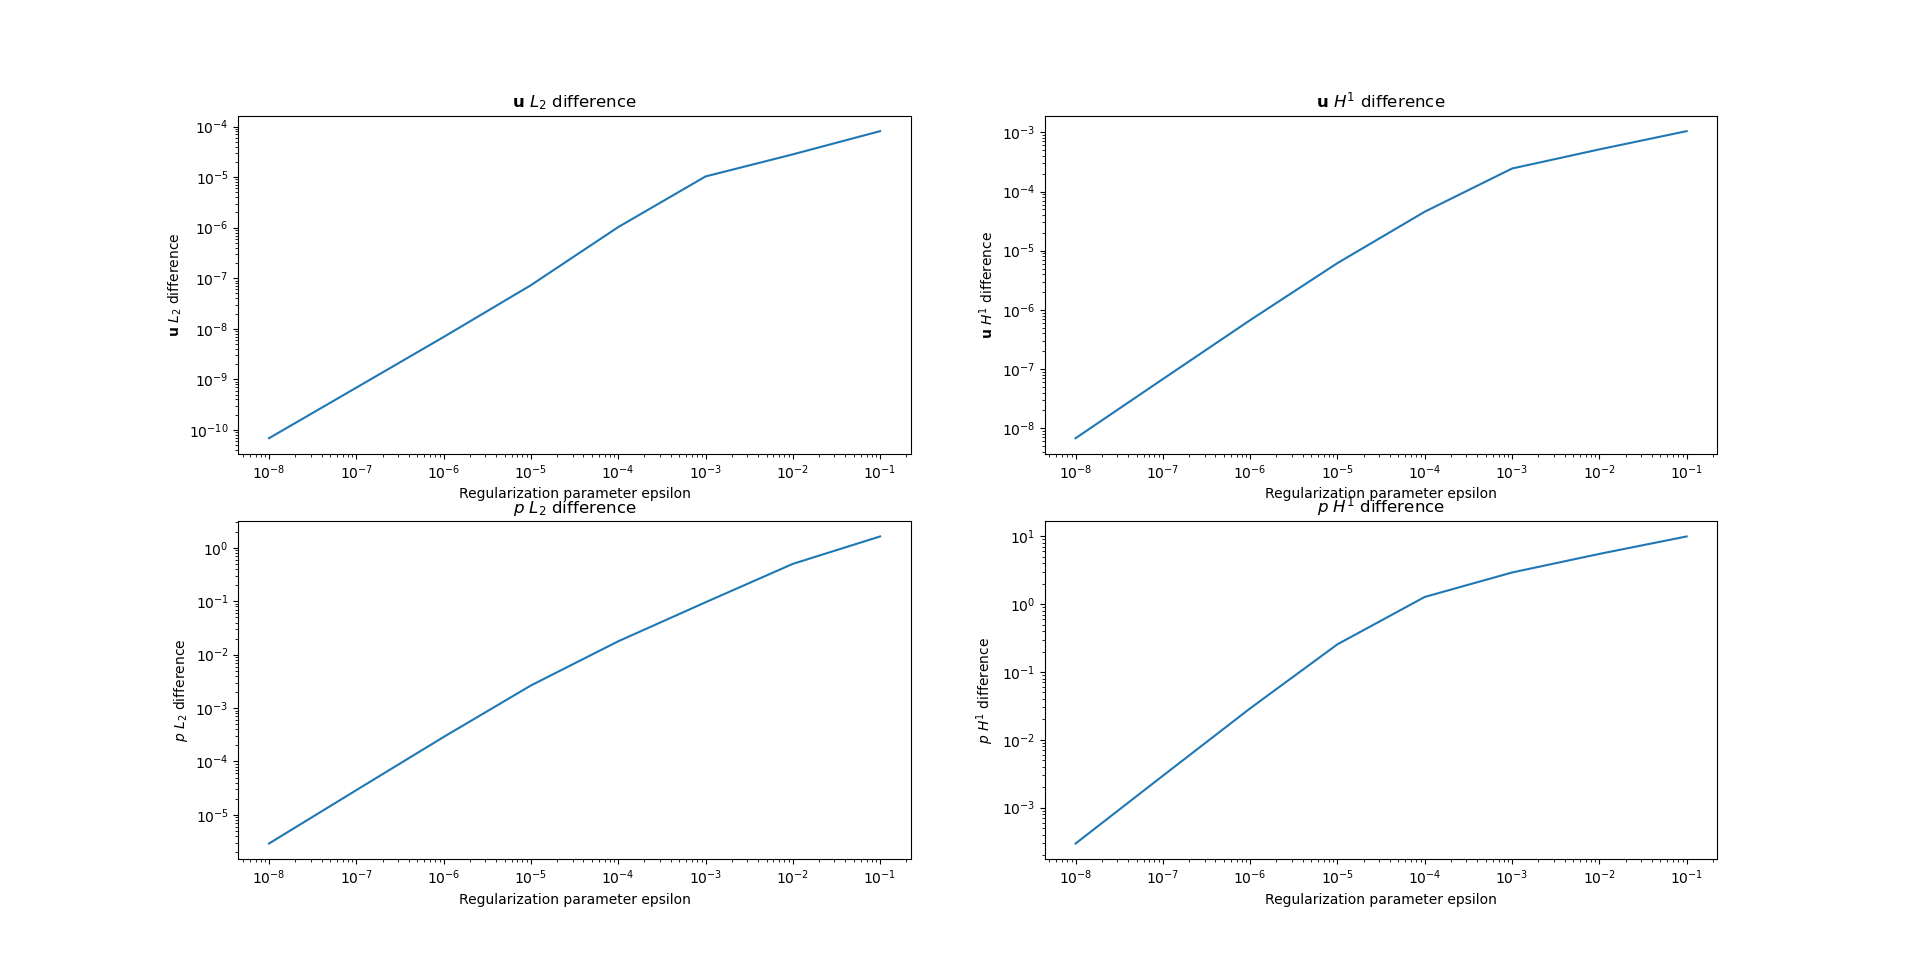 u L₂ difference
10⁻⁴
10⁻⁵
10⁻⁶
10⁻⁷
10⁻⁸
10⁻⁹
10⁻¹⁰
u L₂ difference
10⁻⁸ 10⁻⁷ 10⁻⁶ 10⁻⁵ 10⁻⁴ 10⁻³ 10⁻² 10⁻¹
Regularization parameter epsilon
u H¹ difference
10⁻³
10⁻⁴
10⁻⁵
10⁻⁶
10⁻⁷
10⁻⁸
u H¹ difference
10⁻⁸ 10⁻⁷ 10⁻⁶ 10⁻⁵ 10⁻⁴ 10⁻³ 10⁻² 10⁻¹
Regularization parameter epsilon
p L₂ difference
10⁰
10⁻¹
10⁻²
10⁻³
10⁻⁴
10⁻⁵
p L₂ difference
10⁻⁸ 10⁻⁷ 10⁻⁶ 10⁻⁵ 10⁻⁴ 10⁻³ 10⁻² 10⁻¹
Regularization parameter epsilon
p H¹ difference
10¹
10⁰
10⁻¹
10⁻²
10⁻³
p H¹ difference
10⁻⁸ 10⁻⁷ 10⁻⁶ 10⁻⁵ 10⁻⁴ 10⁻³ 10⁻² 10⁻¹
Regularization parameter epsilon